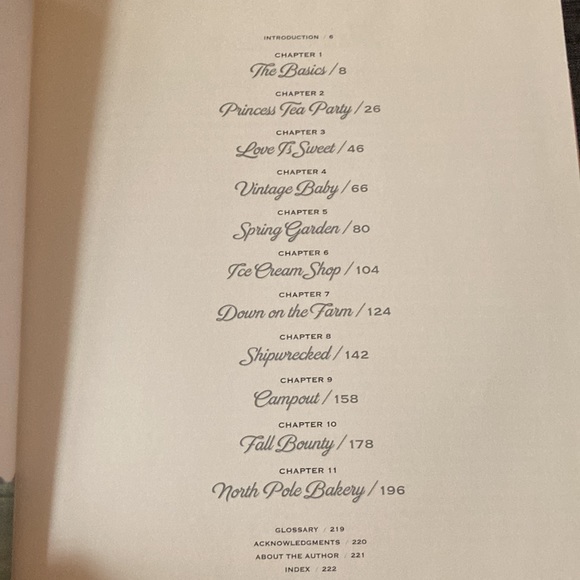 INTRODUCTION / 6
CHAPTER 1
The Basics / 8
CHAPTER 2
Princess Tea Party / 26
CHAPTER 3
Love Is Sweet / 46
CHAPTER 4
Vintage Baby / 66
CHAPTER 5
Spring Garden / 80
CHAPTER 6
Ice Cream Shop / 104
CHAPTER 7
Down on the Farm / 124
CHAPTER 8
Shipwrecked / 142
CHAPTER 9
Campout / 158
CHAPTER 10
Fall Bounty / 178
CHAPTER 11
North Pole Bakery / 196
GLOSSARY / 219
ACKNOWLEDGMENTS / 220
ABOUT THE AUTHOR / 221
INDEX / 222